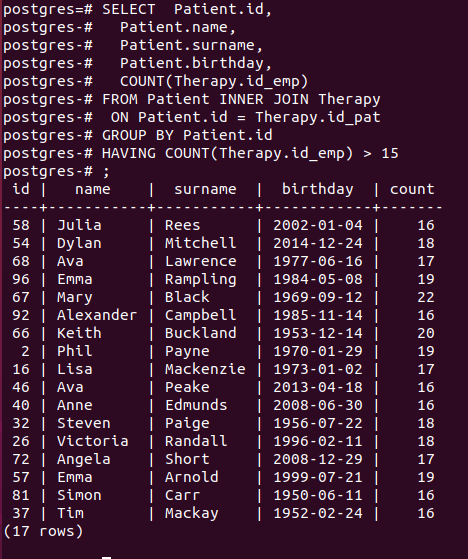 postgres=# SELECT  Patient.id,
postgres-#   Patient.name,
postgres-#   Patient.surname,
postgres-#   Patient.birthday,
postgres-#   COUNT(Therapy.id_emp)
postgres-# FROM Patient INNER JOIN Therapy
postgres-#  ON Patient.id = Therapy.id_pat
postgres-# GROUP BY Patient.id
postgres-# HAVING COUNT(Therapy.id_emp) > 15
postgres-# ;
 id |   name    |  surname  |  birthday  | count
----+-----------+-----------+------------+-------
 58 | Julia     | Rees      | 2002-01-04 |    16
 54 | Dylan     | Mitchell  | 2014-12-24 |    18
 68 | Ava       | Lawrence  | 1977-06-16 |    17
 96 | Emma      | Rampling  | 1984-05-08 |    19
 67 | Mary      | Black     | 1969-09-12 |    22
 92 | Alexander | Campbell  | 1985-11-14 |    16
 66 | Keith     | Buckland  | 1953-12-14 |    20
  2 | Phil      | Payne     | 1970-01-29 |    19
 16 | Lisa      | Mackenzie | 1973-01-02 |    17
 46 | Ava       | Peake     | 2013-04-18 |    16
 40 | Anne      | Edmunds   | 2008-06-30 |    16
 32 | Steven    | Paige     | 1956-07-22 |    18
 26 | Victoria  | Randall   | 1996-02-11 |    18
 72 | Angela    | Short     | 2008-12-29 |    17
 57 | Emma      | Arnold    | 1999-07-21 |    19
 81 | Simon     | Carr      | 1950-06-11 |    16
 37 | Tim       | Mackay    | 1952-02-24 |    16
(17 rows)